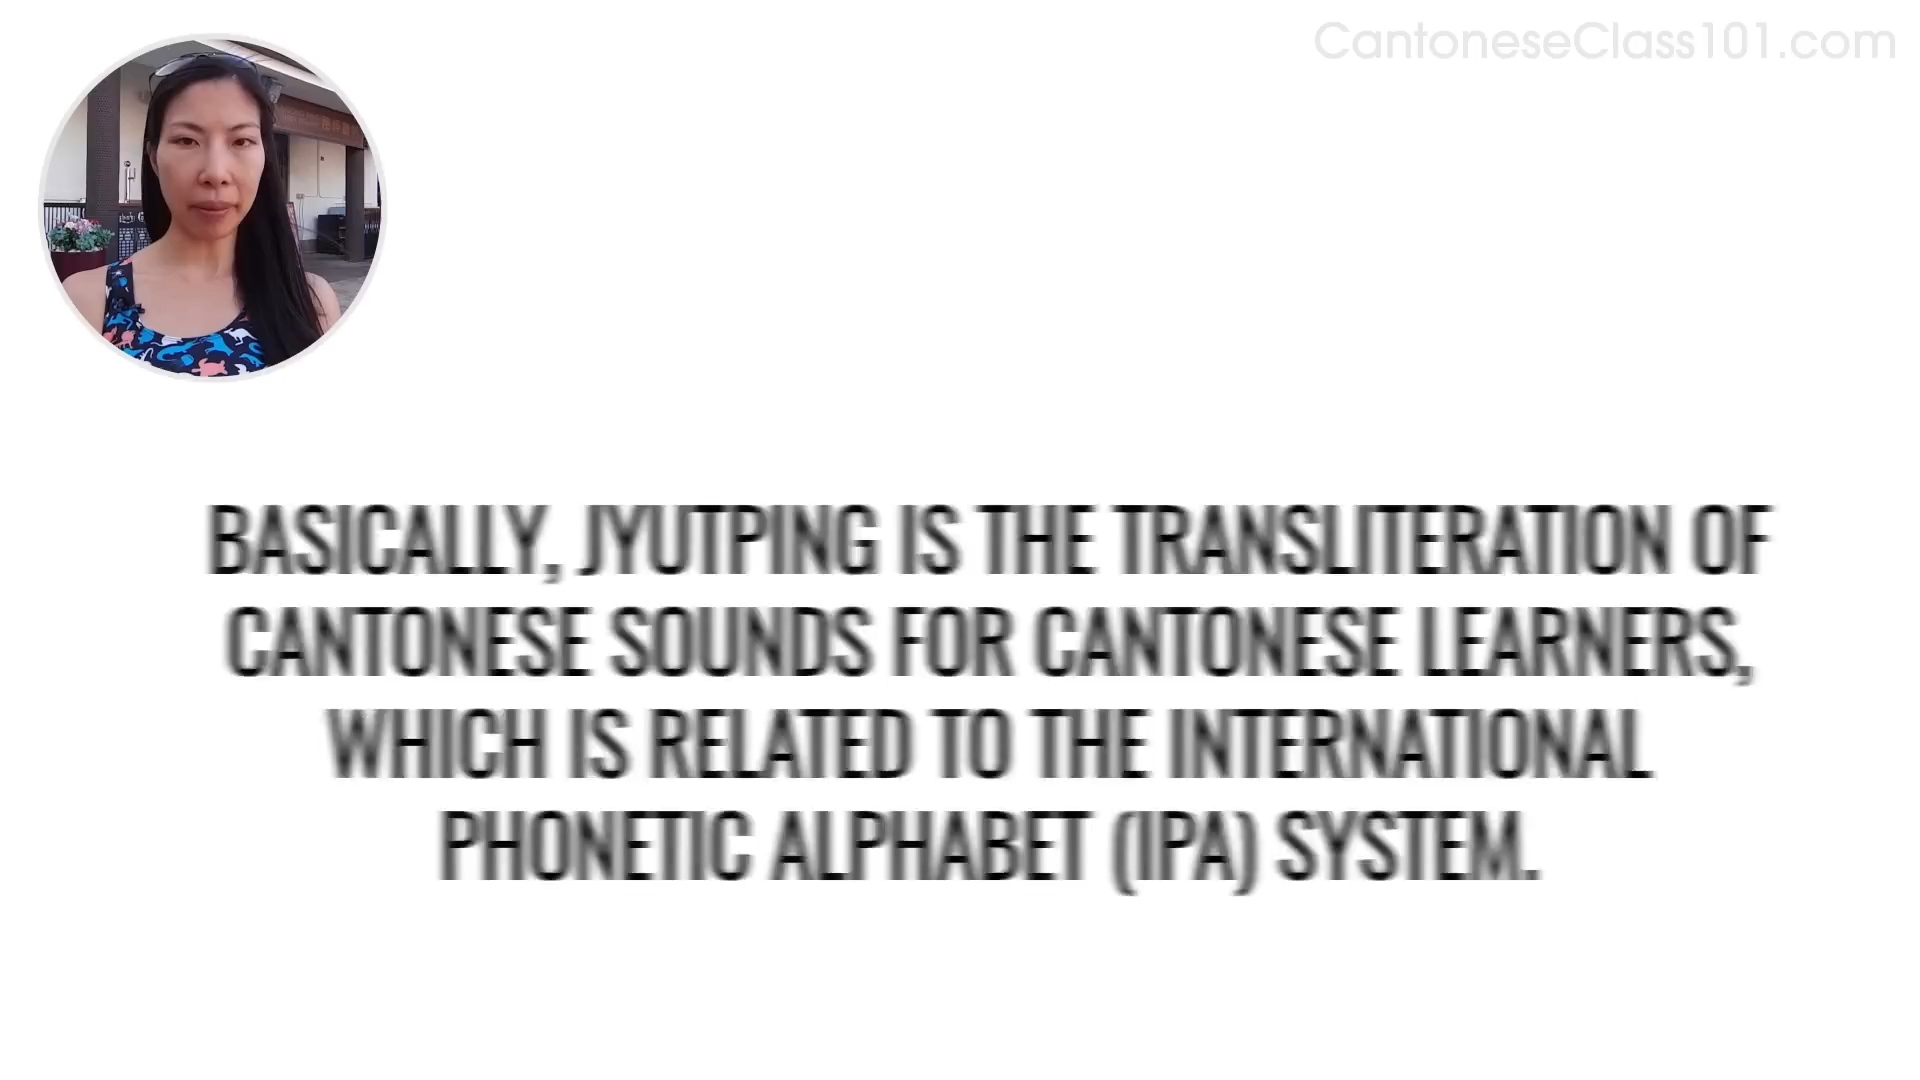 CantoneseClass101.com
BASICALLY, JYUTPING IS THE TRANSLITERATION OF
CANTONESE SOUNDS FOR CANTONESE LEARNERS,
WHICH IS RELATED TO THE INTERNATIONAL
PHONETIC ALPHABET (IPA) SYSTEM.